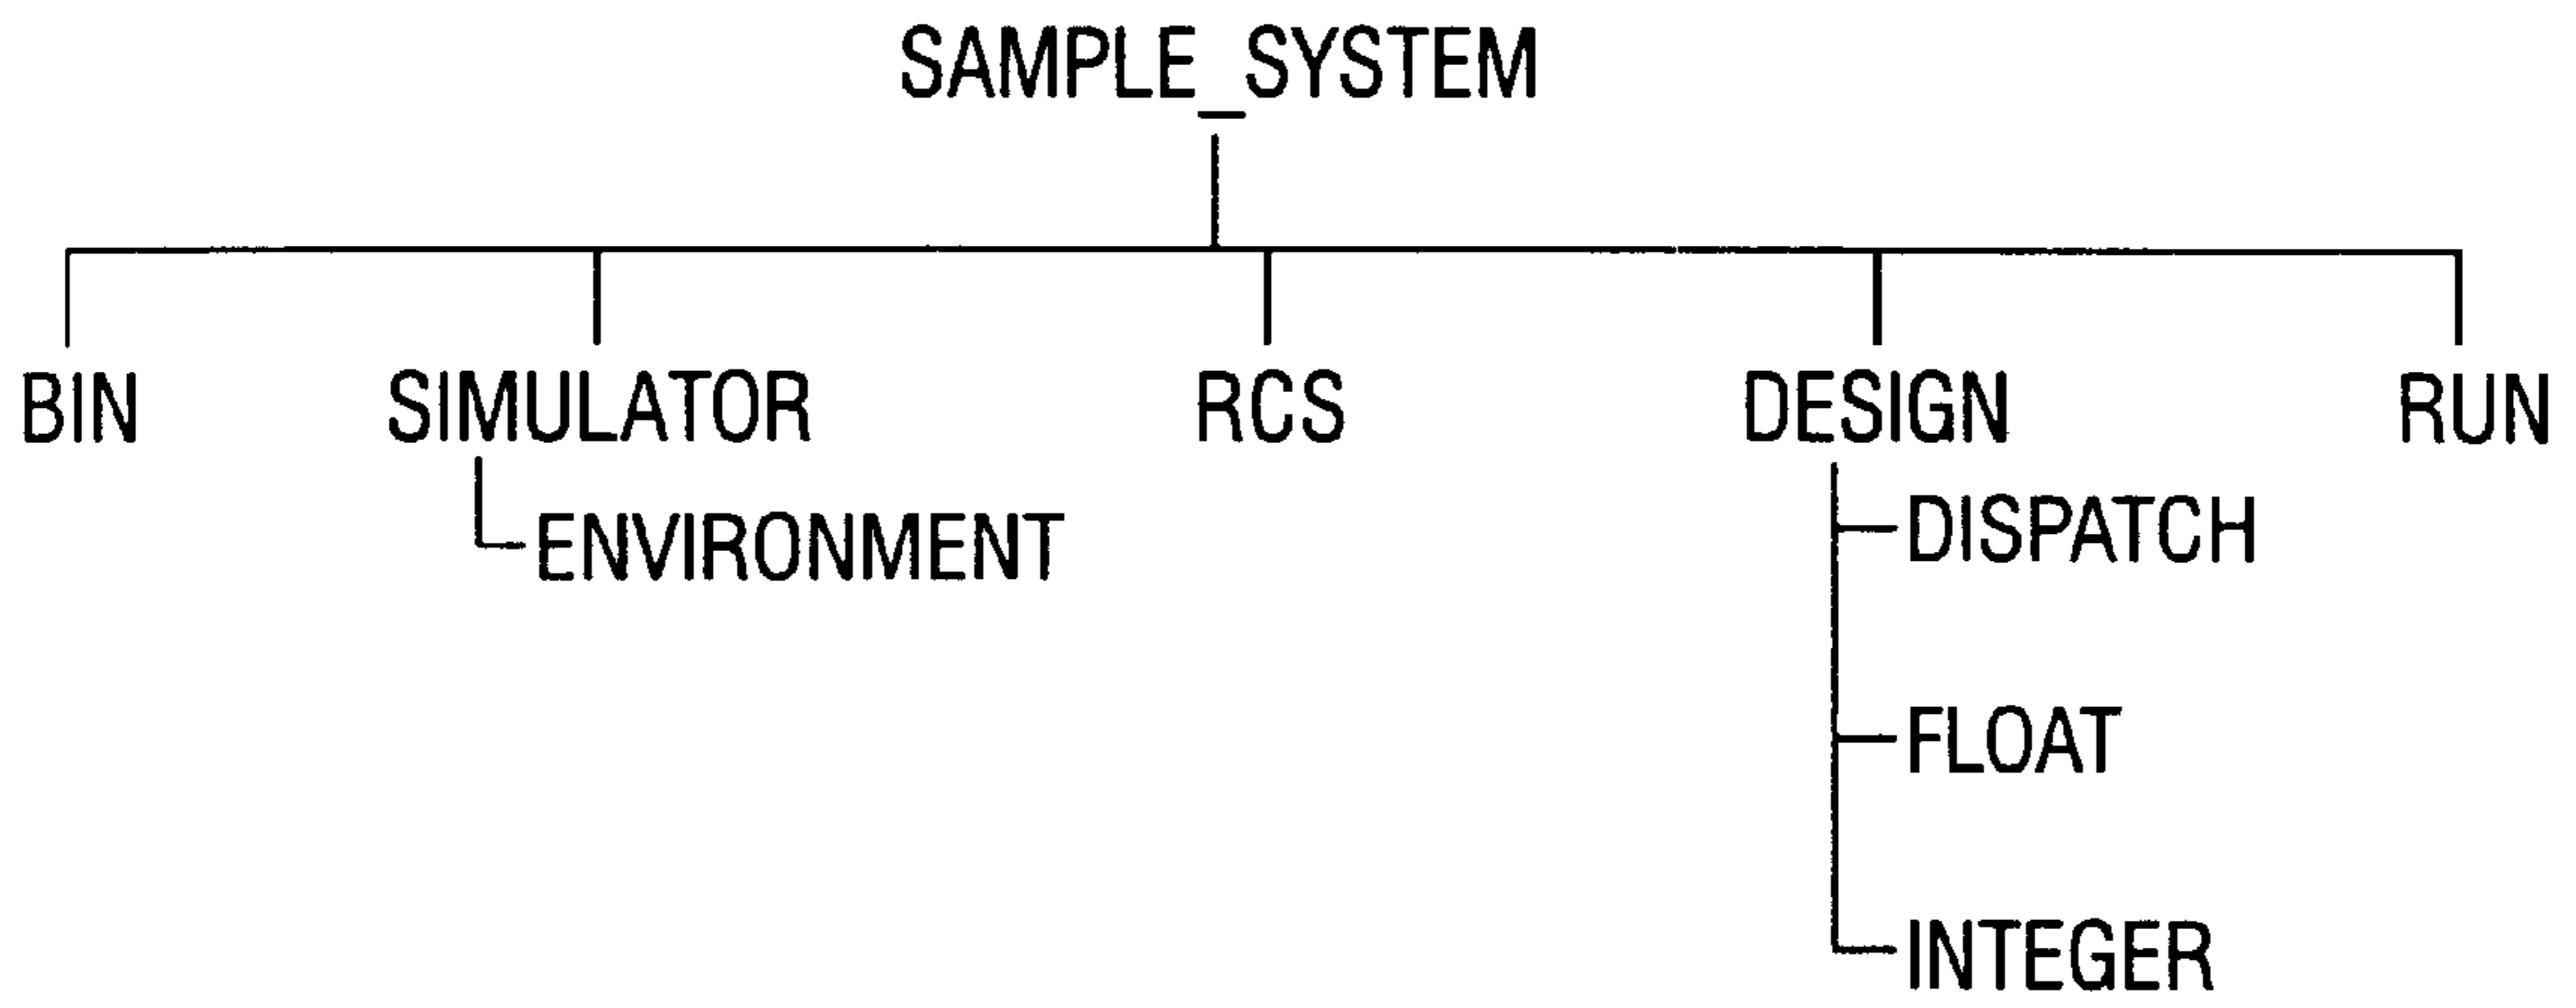 SAMPLE_SYSTEM
BIN SIMULATOR RCS DESIGN RUN
ENVIRONMENT DISPATCH
FLOAT
INTEGER